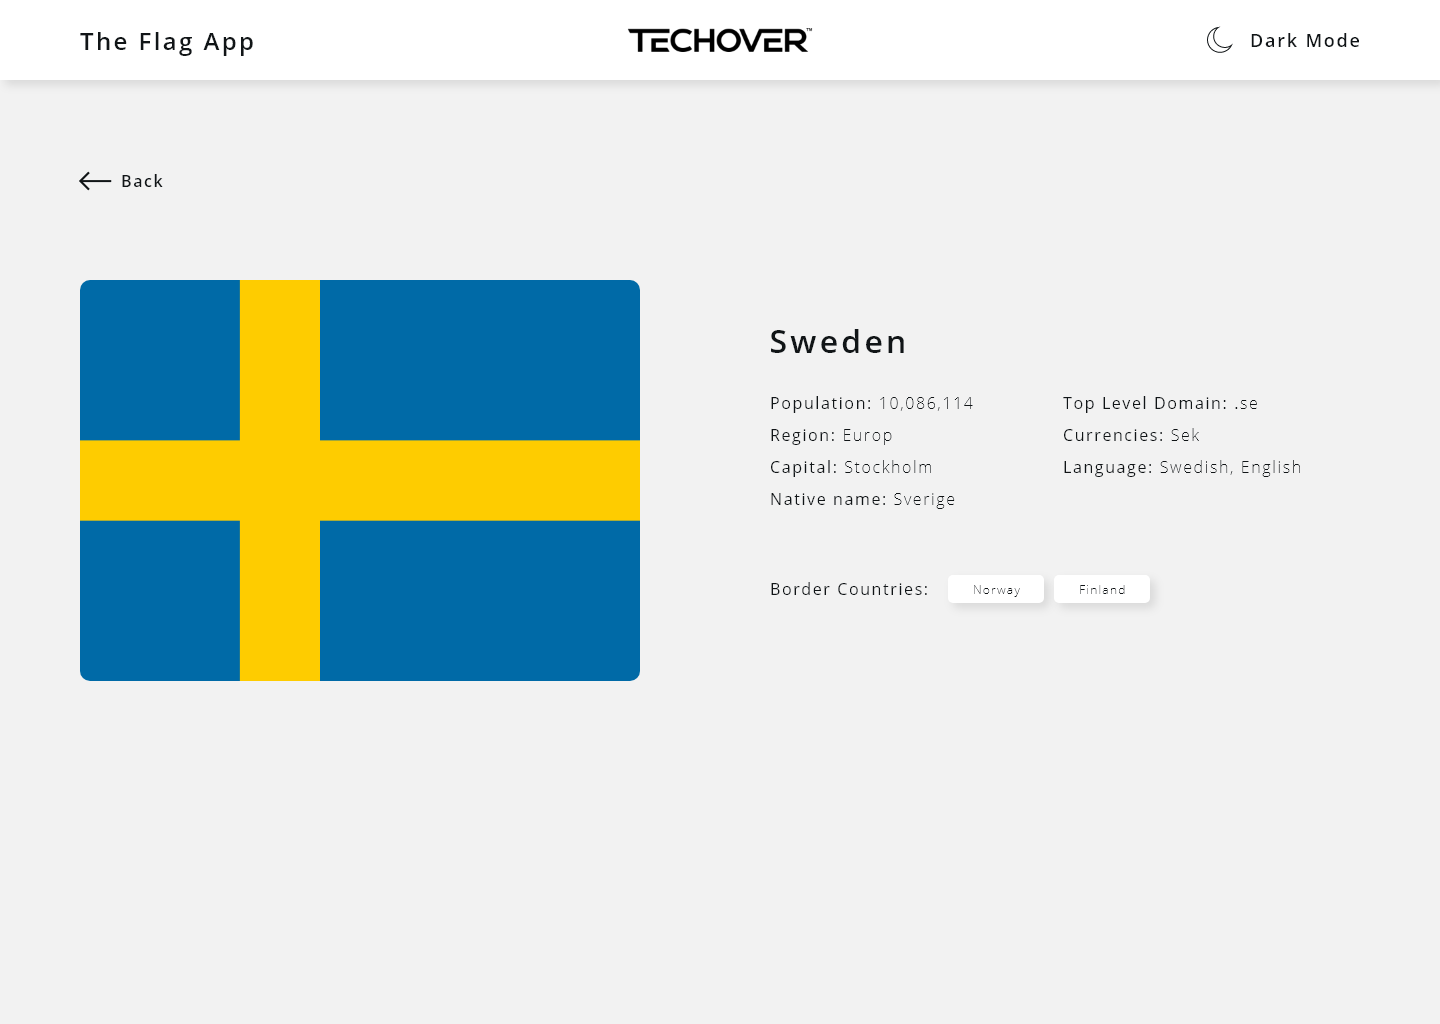 The Flag App
TECHOVER™
Dark Mode
Back
Sweden
Population: 10,086,114
Region: Europ
Capital: Stockholm
Native name: Sverige
Top Level Domain: .se
Currencies: Sek
Language: Swedish, English
Border Countries:
Norway
Finland